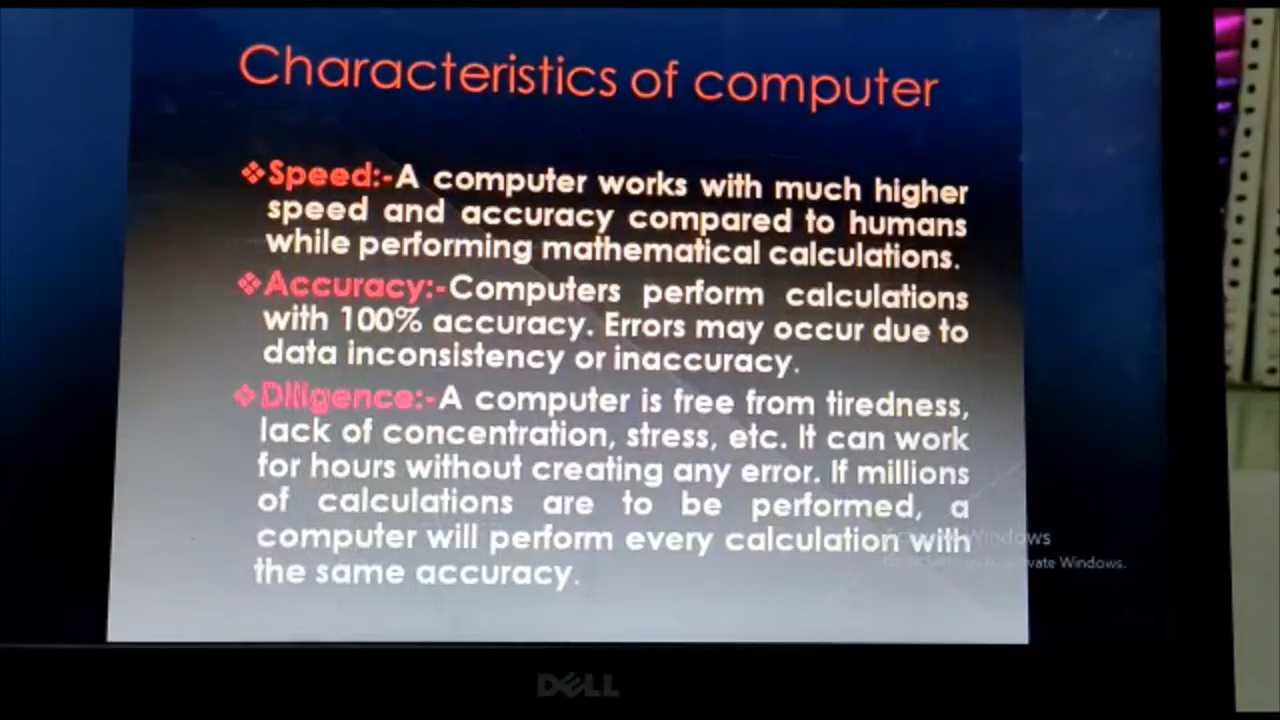 Characteristics of computer
❖Speed:-A computer works with much higher
speed and accuracy compared to humans
while performing mathematical calculations.
❖Accuracy:-Computers perform calculations
with 100% accuracy. Errors may occur due to
data inconsistency or inaccuracy.
❖Diligence:-A computer is free from tiredness,
lack of concentration, stress, etc. It can work
for hours without creating any error. If millions
of calculations are to be performed, a
computer will perform every calculation with
the same accuracy.
Windows
Windows.
DELL